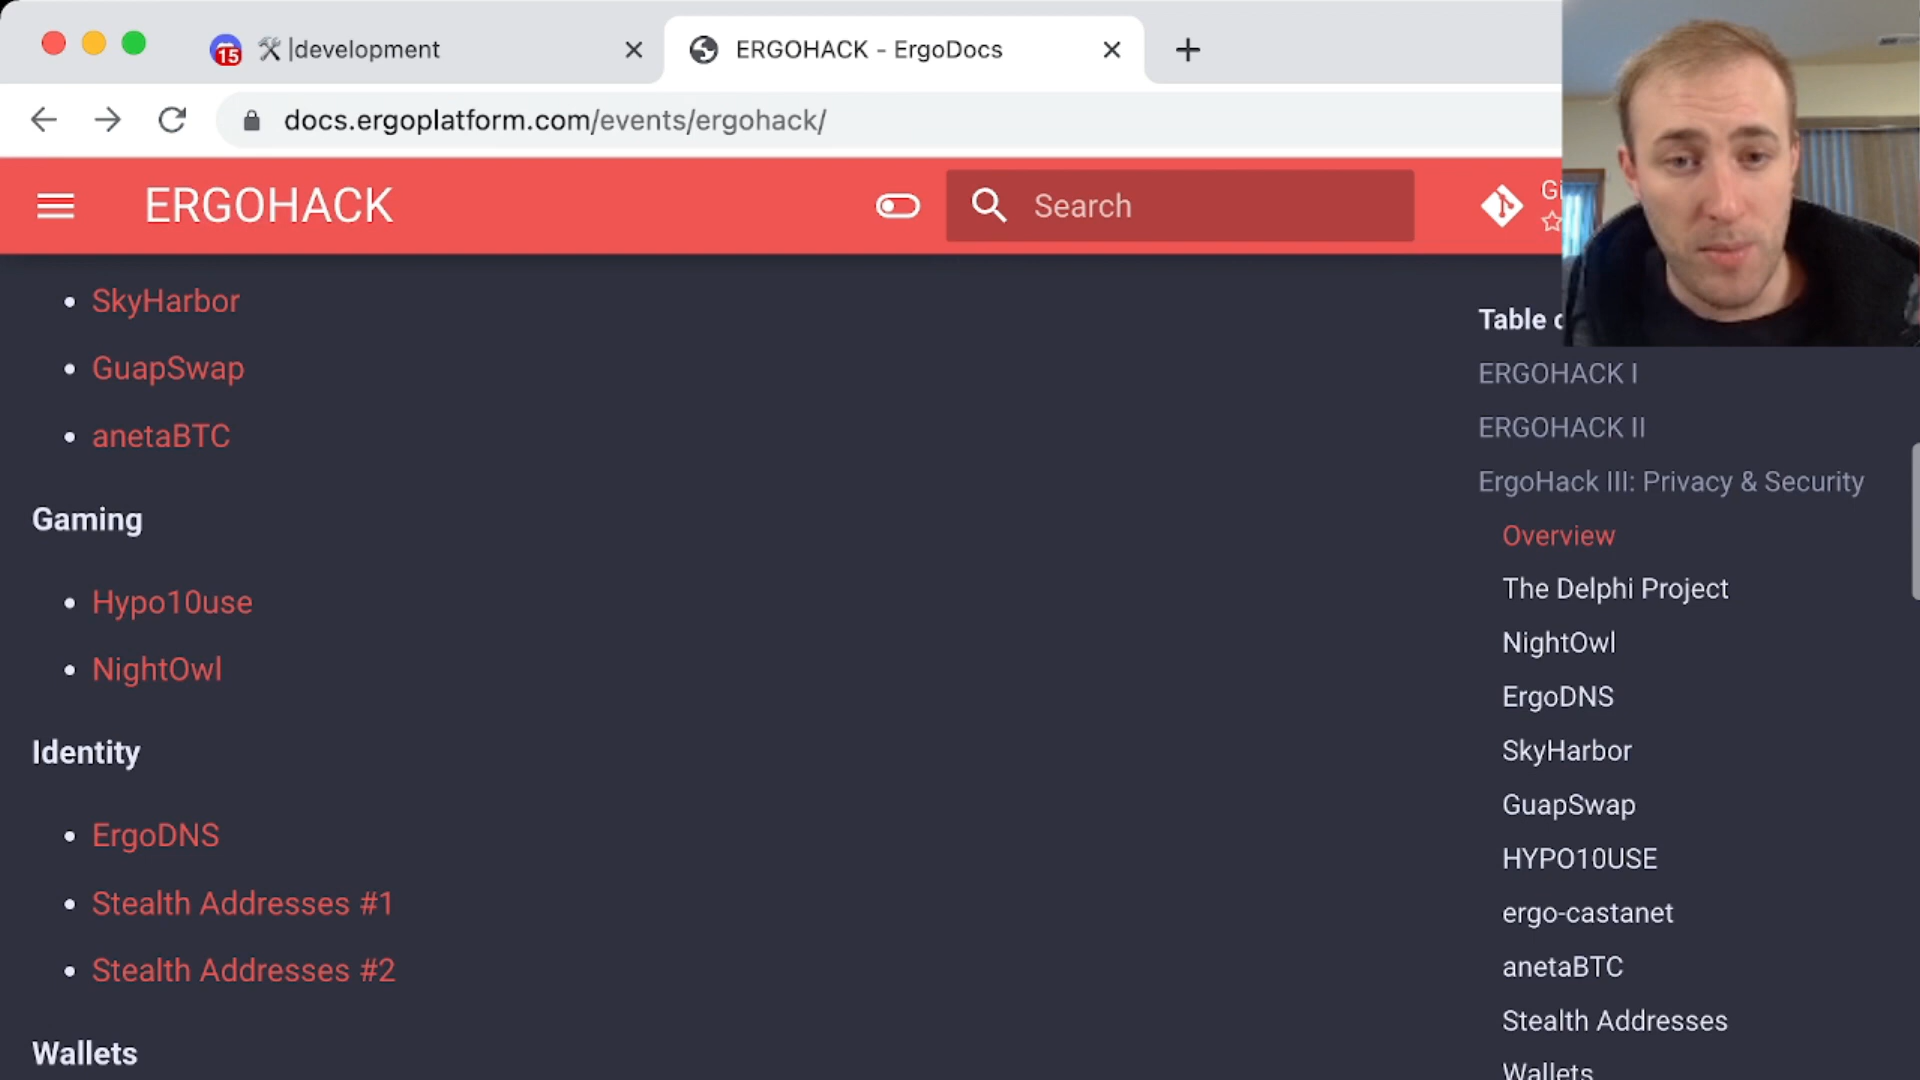 15
|development
ERGOHACK - ErgoDocs
docs.ergoplatform.com/events/ergohack/
ERGOHACK
Search
SkyHarbor
GuapSwap
anetaBTC
Gaming
Hypo10use
NightOwl
Identity
ErgoDNS
Stealth Addresses #1
Stealth Addresses #2
Wallets
Table
ERGOHACK I
ERGOHACK II
ErgoHack III: Privacy & Security
Overview
The Delphi Project
NightOwl
ErgoDNS
SkyHarbor
GuapSwap
HYPO10USE
ergo-castanet
anetaBTC
Stealth Addresses
Wallets